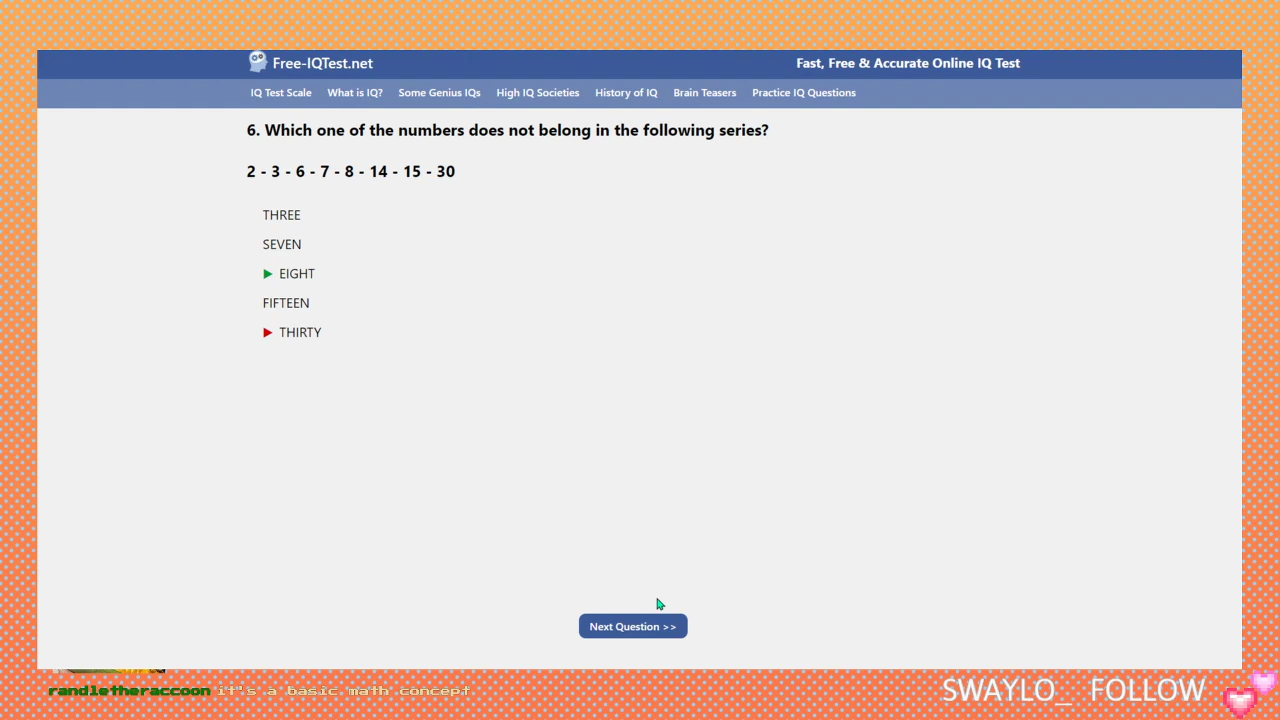 Free-IQTest.net
Fast, Free & Accurate Online IQ Test
IQ Test Scale What is IQ? Some Genius IQs High IQ Societies History of IQ Brain Teasers Practice IQ Questions
6. Which one of the numbers does not belong in the following series?
2 - 3 - 6 - 7 - 8 - 14 - 15 - 30
THREE
SEVEN
EIGHT
FIFTEEN
THIRTY
Next Question >>
randletheraccoon it's a basic math concept
SWAYLO_ FOLLOW